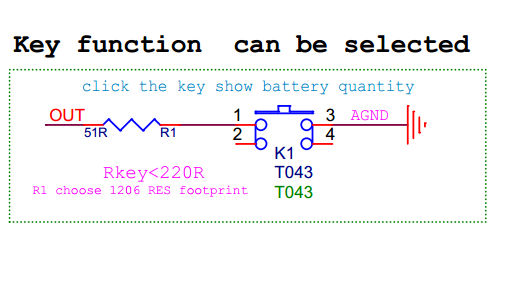 Key function  can be selected
click the key show battery quantity
OUT 51R R1 1 3 AGND
2 4
K1
Rkey<220R T043
R1 choose 1206 RES footprint T043